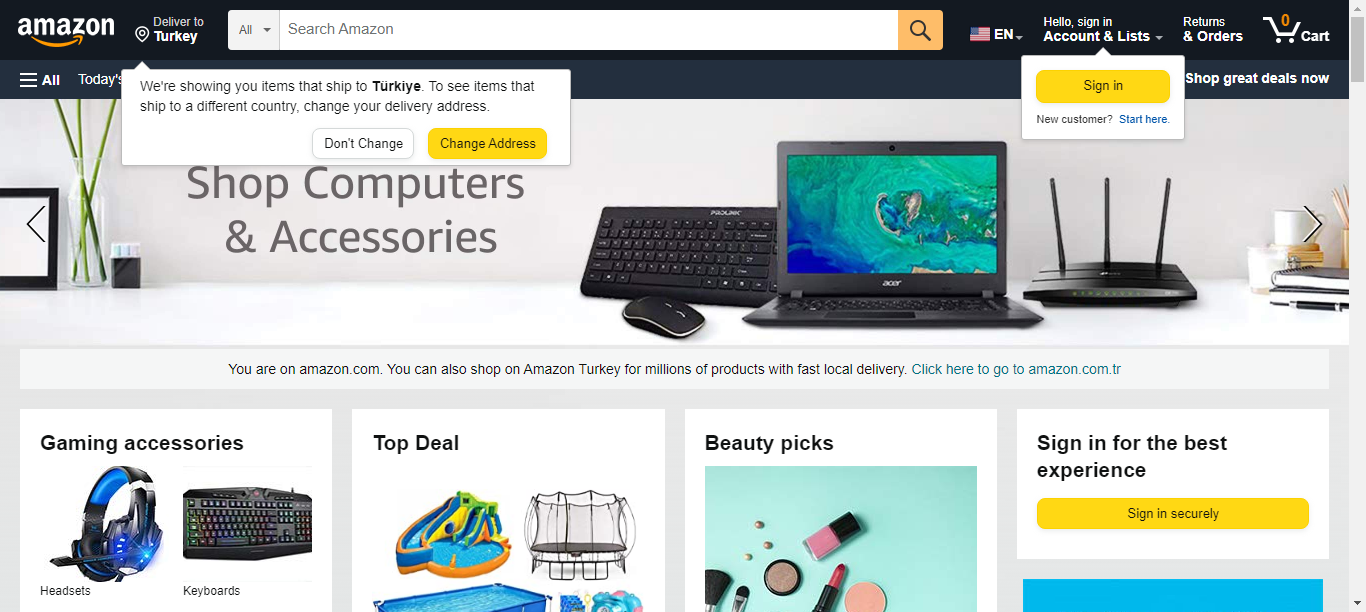 amazon
Deliver to
Turkey
All
Search Amazon
EN
Hello, sign in
Account & Lists
Returns
& Orders
0
Cart
All
Today's
Shop great deals now
We're showing you items that ship to Türkiye. To see items that
ship to a different country, change your delivery address.
Don't Change
Change Address
Sign in
New customer? Start here.
Shop Computers
& Accessories
PROLINK
acer
You are on amazon.com. You can also shop on Amazon Turkey for millions of products with fast local delivery. Click here to go to amazon.com.tr
Gaming accessories
Headsets
Keyboards
Top Deal
Beauty picks
Sign in for the best
experience
Sign in securely